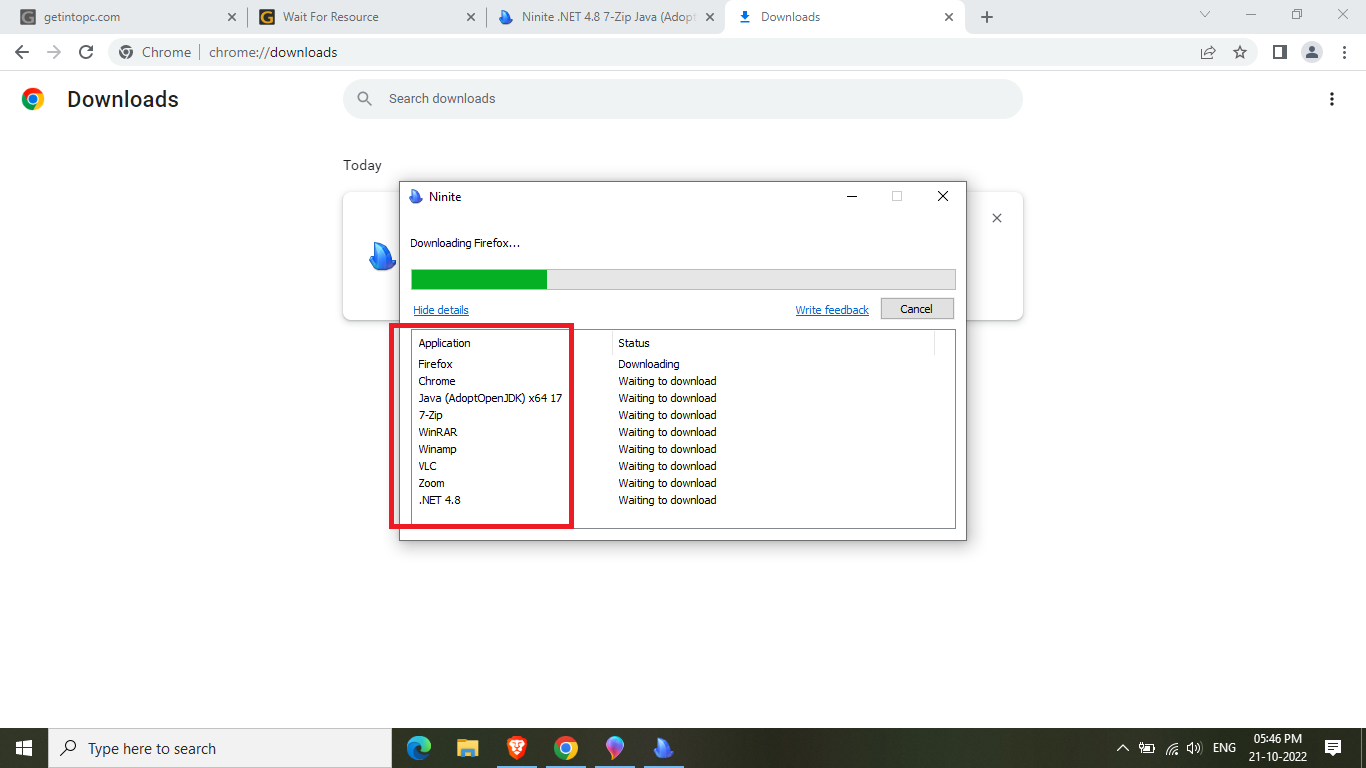 getintopc.com
Wait For Resource
Ninite .NET 4.8 7-Zip Java (Adopt
Downloads
Chrome
chrome://downloads
Downloads
Search downloads
Today
Ninite
Downloading Firefox...
Hide details
Write feedback
Cancel
Application Status
Firefox Downloading
Chrome Waiting to download
Java (AdoptOpenJDK) x64 17 Waiting to download
7-Zip Waiting to download
WinRAR Waiting to download
Winamp Waiting to download
VLC Waiting to download
Zoom Waiting to download
.NET 4.8 Waiting to download
Type here to search
ENG
05:46 PM
21-10-2022